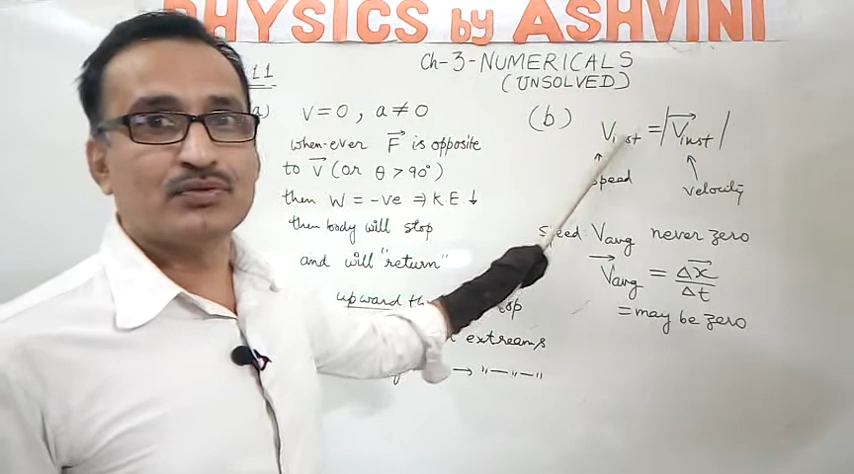 PHYSICS by ASHVINI
Ch-3-NUMERICALS
(UNSOLVED)
11
a) v=0, a≠0
when-ever F⃗ is opposite
to v⃗ (or θ > 90°)
then W = -ve ⇒ K.E ↓
then body will stop
and will "return"
upward
top
extreams
→ "—"—"
(b) Vinst = |V⃗inst|
speed
velocity
Vavg never zero
V⃗avg = Δx⃗/Δt
= may be zero